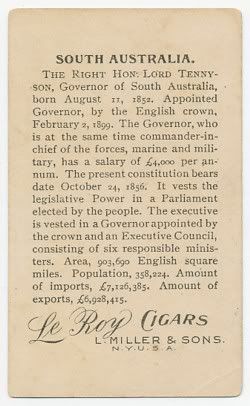 SOUTH AUSTRALIA.
THE RIGHT HON. LORD TENNY-
SON, Governor of South Australia,
born August 11, 1852. Appointed
Governor, by the English crown,
February 2, 1899. The Governor, who
is at the same time commander-in-
chief of the forces, marine and mili-
tary, has a salary of £4,000 per an-
num. The present constitution bears
date October 24, 1856. It vests the
legislative Power in a Parliament
elected by the people. The executive
is vested in a Governor appointed by
the crown and an Executive Council,
consisting of six responsible minis-
ters. Area, 903,690 English square
miles. Population, 358,224. Amount
of imports, £7,126,385. Amount of
exports, £6,928,415.
Le Roy CIGARS
L. MILLER & SONS.
N.Y.U.S.A.